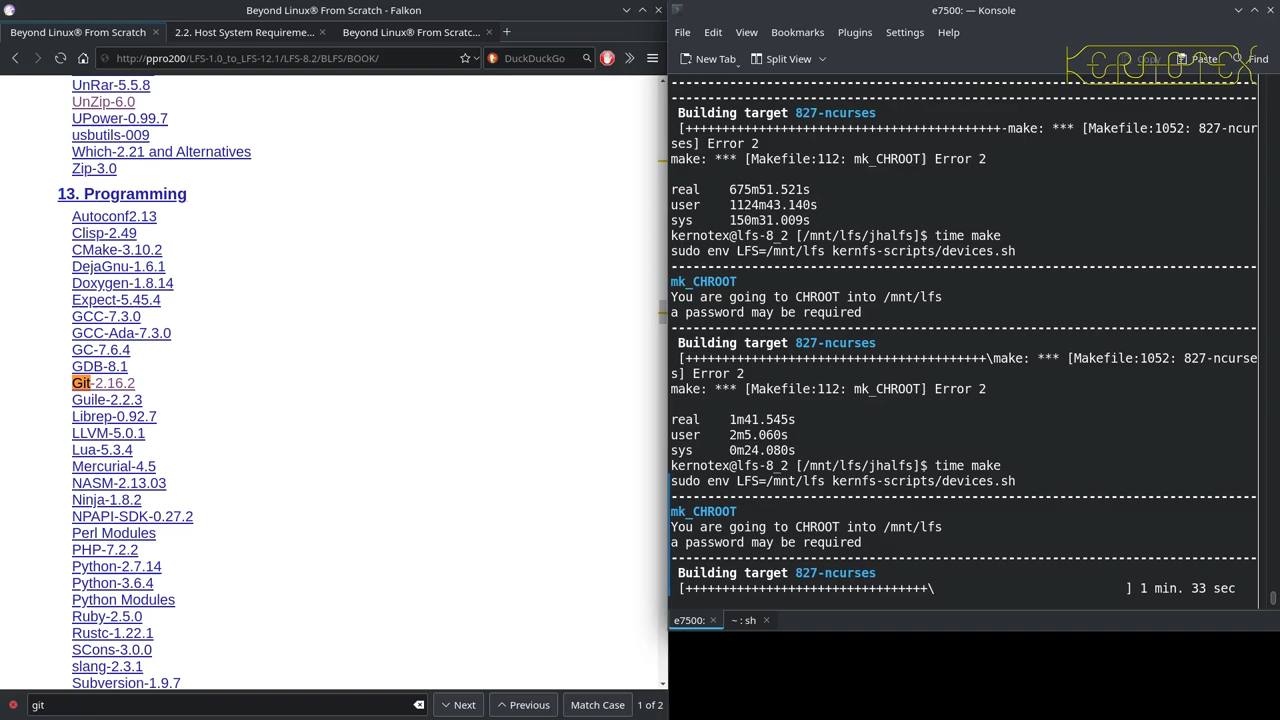 Beyond Linux® From Scratch - Falkon
Beyond Linux® From Scratch
2.2. Host System Requireme...
Beyond Linux® From Scratc...
http://ppro200/LFS-1.0_to_LFS-12.1/LFS-8.2/BLFS/BOOK/
DuckDuckGo
UnRar-5.5.8
UnZip-6.0
UPower-0.99.7
usbutils-009
Which-2.21 and Alternatives
Zip-3.0
13. Programming
Autoconf2.13
Clisp-2.49
CMake-3.10.2
DejaGnu-1.6.1
Doxygen-1.8.14
Expect-5.45.4
GCC-7.3.0
GCC-Ada-7.3.0
GC-7.6.4
GDB-8.1
Git-2.16.2
Guile-2.2.3
Librep-0.92.7
LLVM-5.0.1
Lua-5.3.4
Mercurial-4.5
NASM-2.13.03
Ninja-1.8.2
NPAPI-SDK-0.27.2
Perl Modules
PHP-7.2.2
Python-2.7.14
Python-3.6.4
Python Modules
Ruby-2.5.0
Rustc-1.22.1
SCons-3.0.0
slang-2.3.1
Subversion-1.9.7
git
Next
Previous
Match Case
1 of 2
e7500: — Konsole
File Edit View Bookmarks Plugins Settings Help
New Tab Split View Copy Paste Find
KERNOTEX
Building target 827-ncurses
[+++++++++++++++++++++++++++++++++++++++++++-make: *** [Makefile:1052: 827-ncur
ses] Error 2
make: *** [Makefile:112: mk_CHROOT] Error 2
real 675m51.521s
user 1124m43.140s
sys 150m31.009s
kernotex@lfs-8_2 [/mnt/lfs/jhalfs]$ time make
sudo env LFS=/mnt/lfs kernfs-scripts/devices.sh
mk_CHROOT
You are going to CHROOT into /mnt/lfs
a password may be required
Building target 827-ncurses
[+++++++++++++++++++++++++++++++++++++++++\make: *** [Makefile:1052: 827-ncurse
s] Error 2
make: *** [Makefile:112: mk_CHROOT] Error 2
real 1m41.545s
user 2m5.060s
sys 0m24.080s
kernotex@lfs-8_2 [/mnt/lfs/jhalfs]$ time make
sudo env LFS=/mnt/lfs kernfs-scripts/devices.sh
mk_CHROOT
You are going to CHROOT into /mnt/lfs
a password may be required
Building target 827-ncurses
[+++++++++++++++++++++++++++++++++\ ] 1 min. 33 sec
e7500:
~ : sh